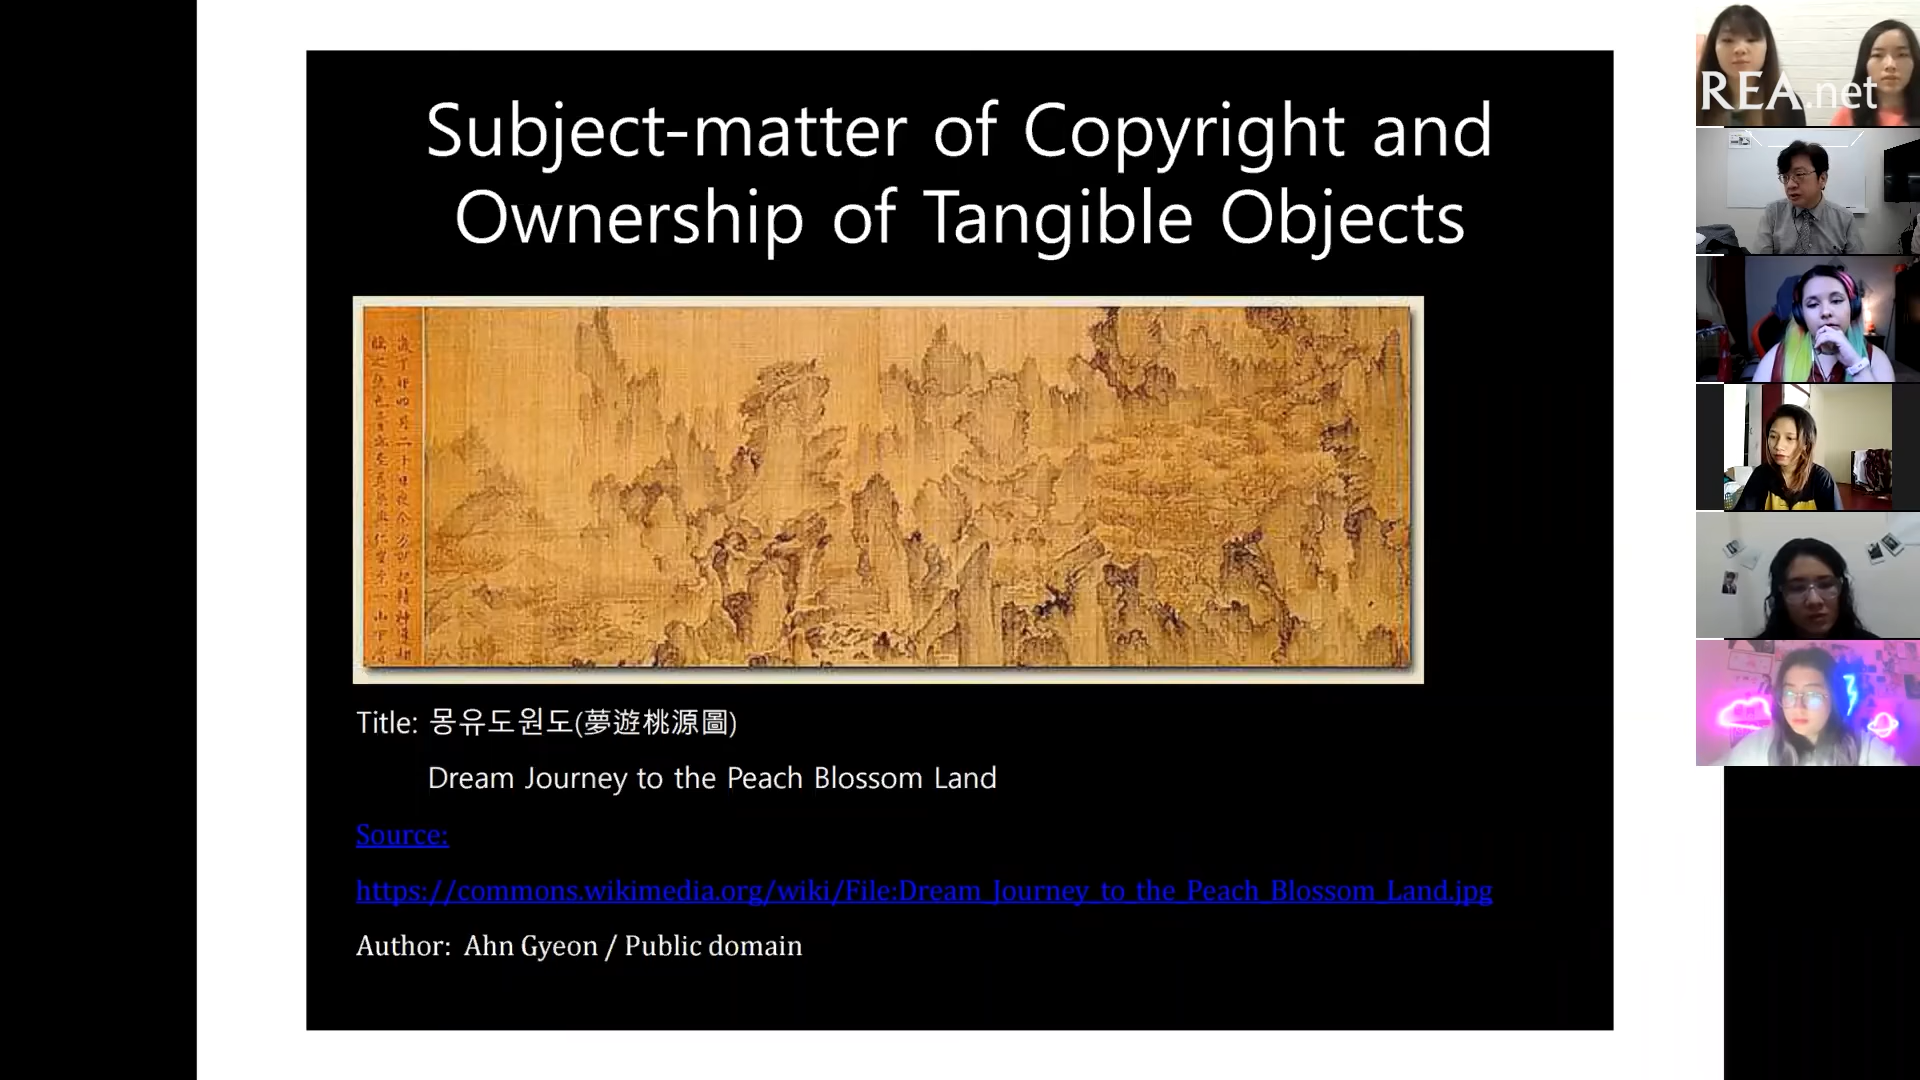 Subject-matter of Copyright and
Ownership of Tangible Objects
Title: 몽유도원도(夢遊桃源圖)
Dream Journey to the Peach Blossom Land
Source:
https://commons.wikimedia.org/wiki/File:Dream_Journey_to_the_Peach_Blossom_Land.jpg
Author: Ahn Gyeon / Public domain
REA.net